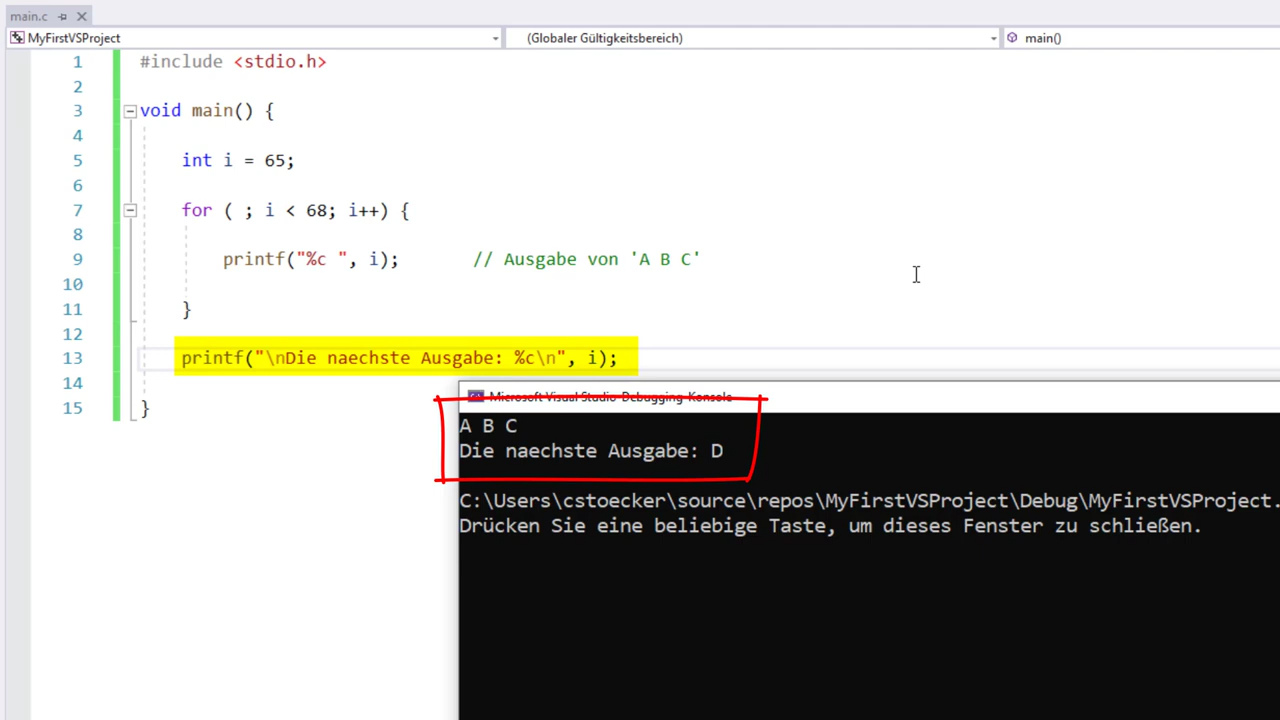 main.c
MyFirstVSProject (Globaler Gültigkeitsbereich) main()
1 #include <stdio.h>
2
3 void main() {
4
5 int i = 65;
6
7 for ( ; i < 68; i++) {
8
9 printf("%c ", i); // Ausgabe von 'A B C'
10
11 }
12
13 printf("\nDie naechste Ausgabe: %c\n", i);
14
15 }
Microsoft Visual Studio-Debugging-Konsole
A B C
Die naechste Ausgabe: D
C:\Users\cstoecker\source\repos\MyFirstVSProject\Debug\MyFirstVSProject.
Drücken Sie eine beliebige Taste, um dieses Fenster zu schließen.